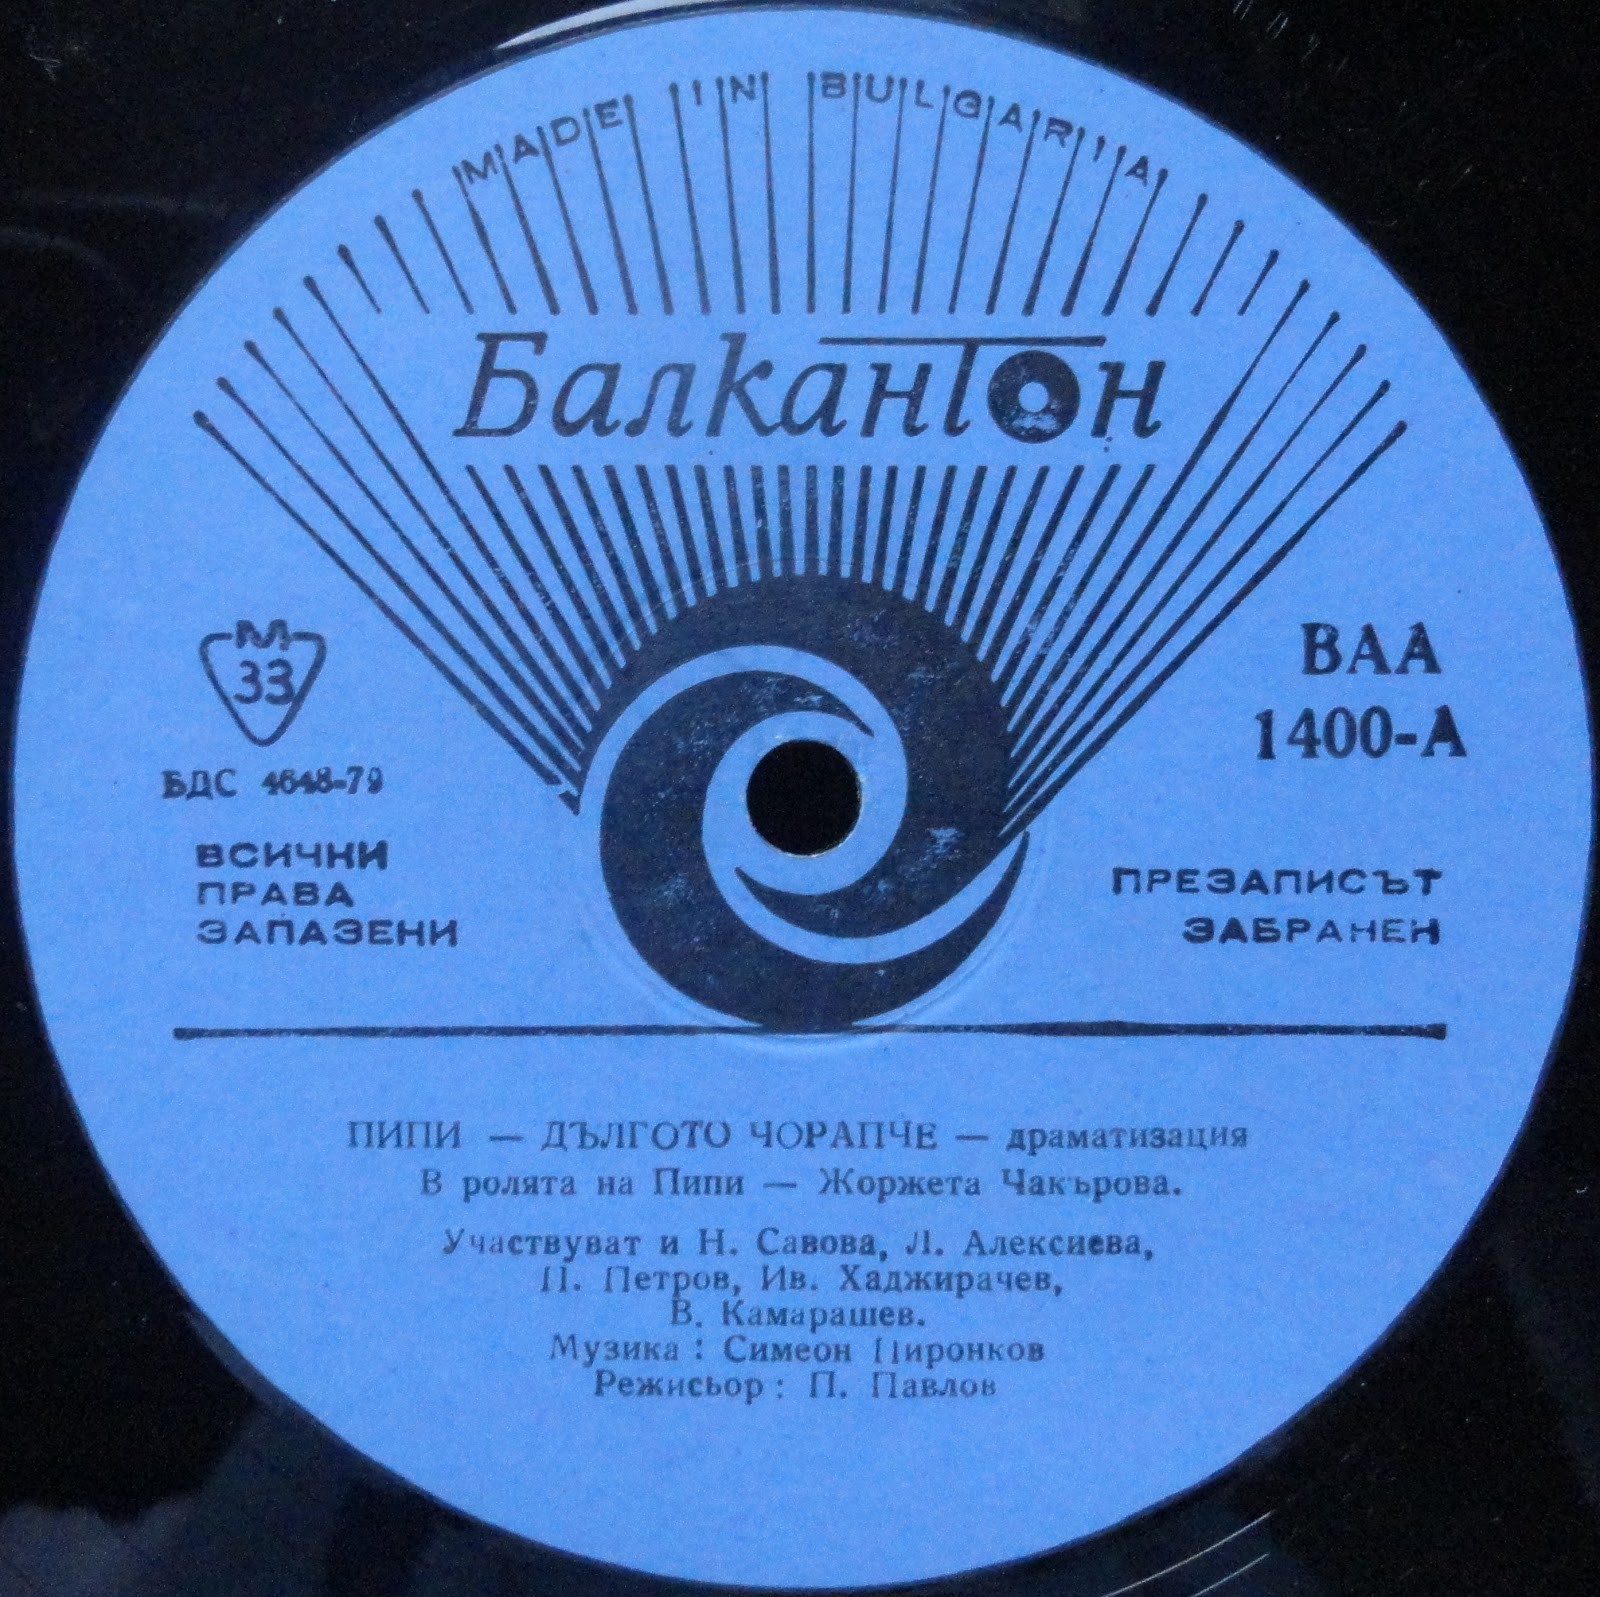 MADE IN BULGARIA
Балкантон
М
33
БДС 4648-79
ВСИЧНИ
ПРАВА
ЗАПАЗЕНИ
ВАА
1400-А
ПРЕЗАПИСЪТ
ЗАБРАНЕН
ПИПИ — ДЪЛГОТО ЧОРАПЧЕ — драматизация
В ролята на Пипи — Жоржета Чакърова.
Участвуват и Н. Савова, Л. Алексиева,
П. Петров, Ив. Хаджирачев,
В. Камарашев.
Музика : Симеон Пиронков
Режисьор : П. Павлов